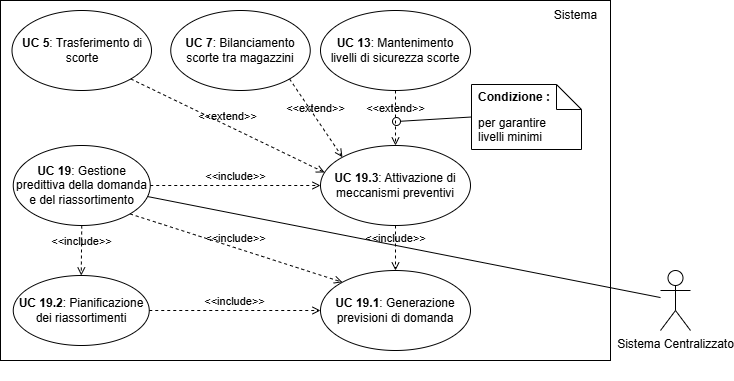 Sistema
UC 5: Trasferimento di
scorte
UC 7: Bilanciamento
scorte tra magazzini
UC 13: Mantenimento
livelli di sicurezza scorte
Condizione :
per garantire
livelli minimi
<<extend>>
<<extend>>
<<extend>>
UC 19: Gestione
predittiva della domanda
e del riassortimento
<<include>>
UC 19.3: Attivazione di
meccanismi preventivi
<<include>>
<<include>>
<<include>>
UC 19.2: Pianificazione
dei riassortimenti
<<include>>
UC 19.1: Generazione
previsioni di domanda
Sistema Centralizzato